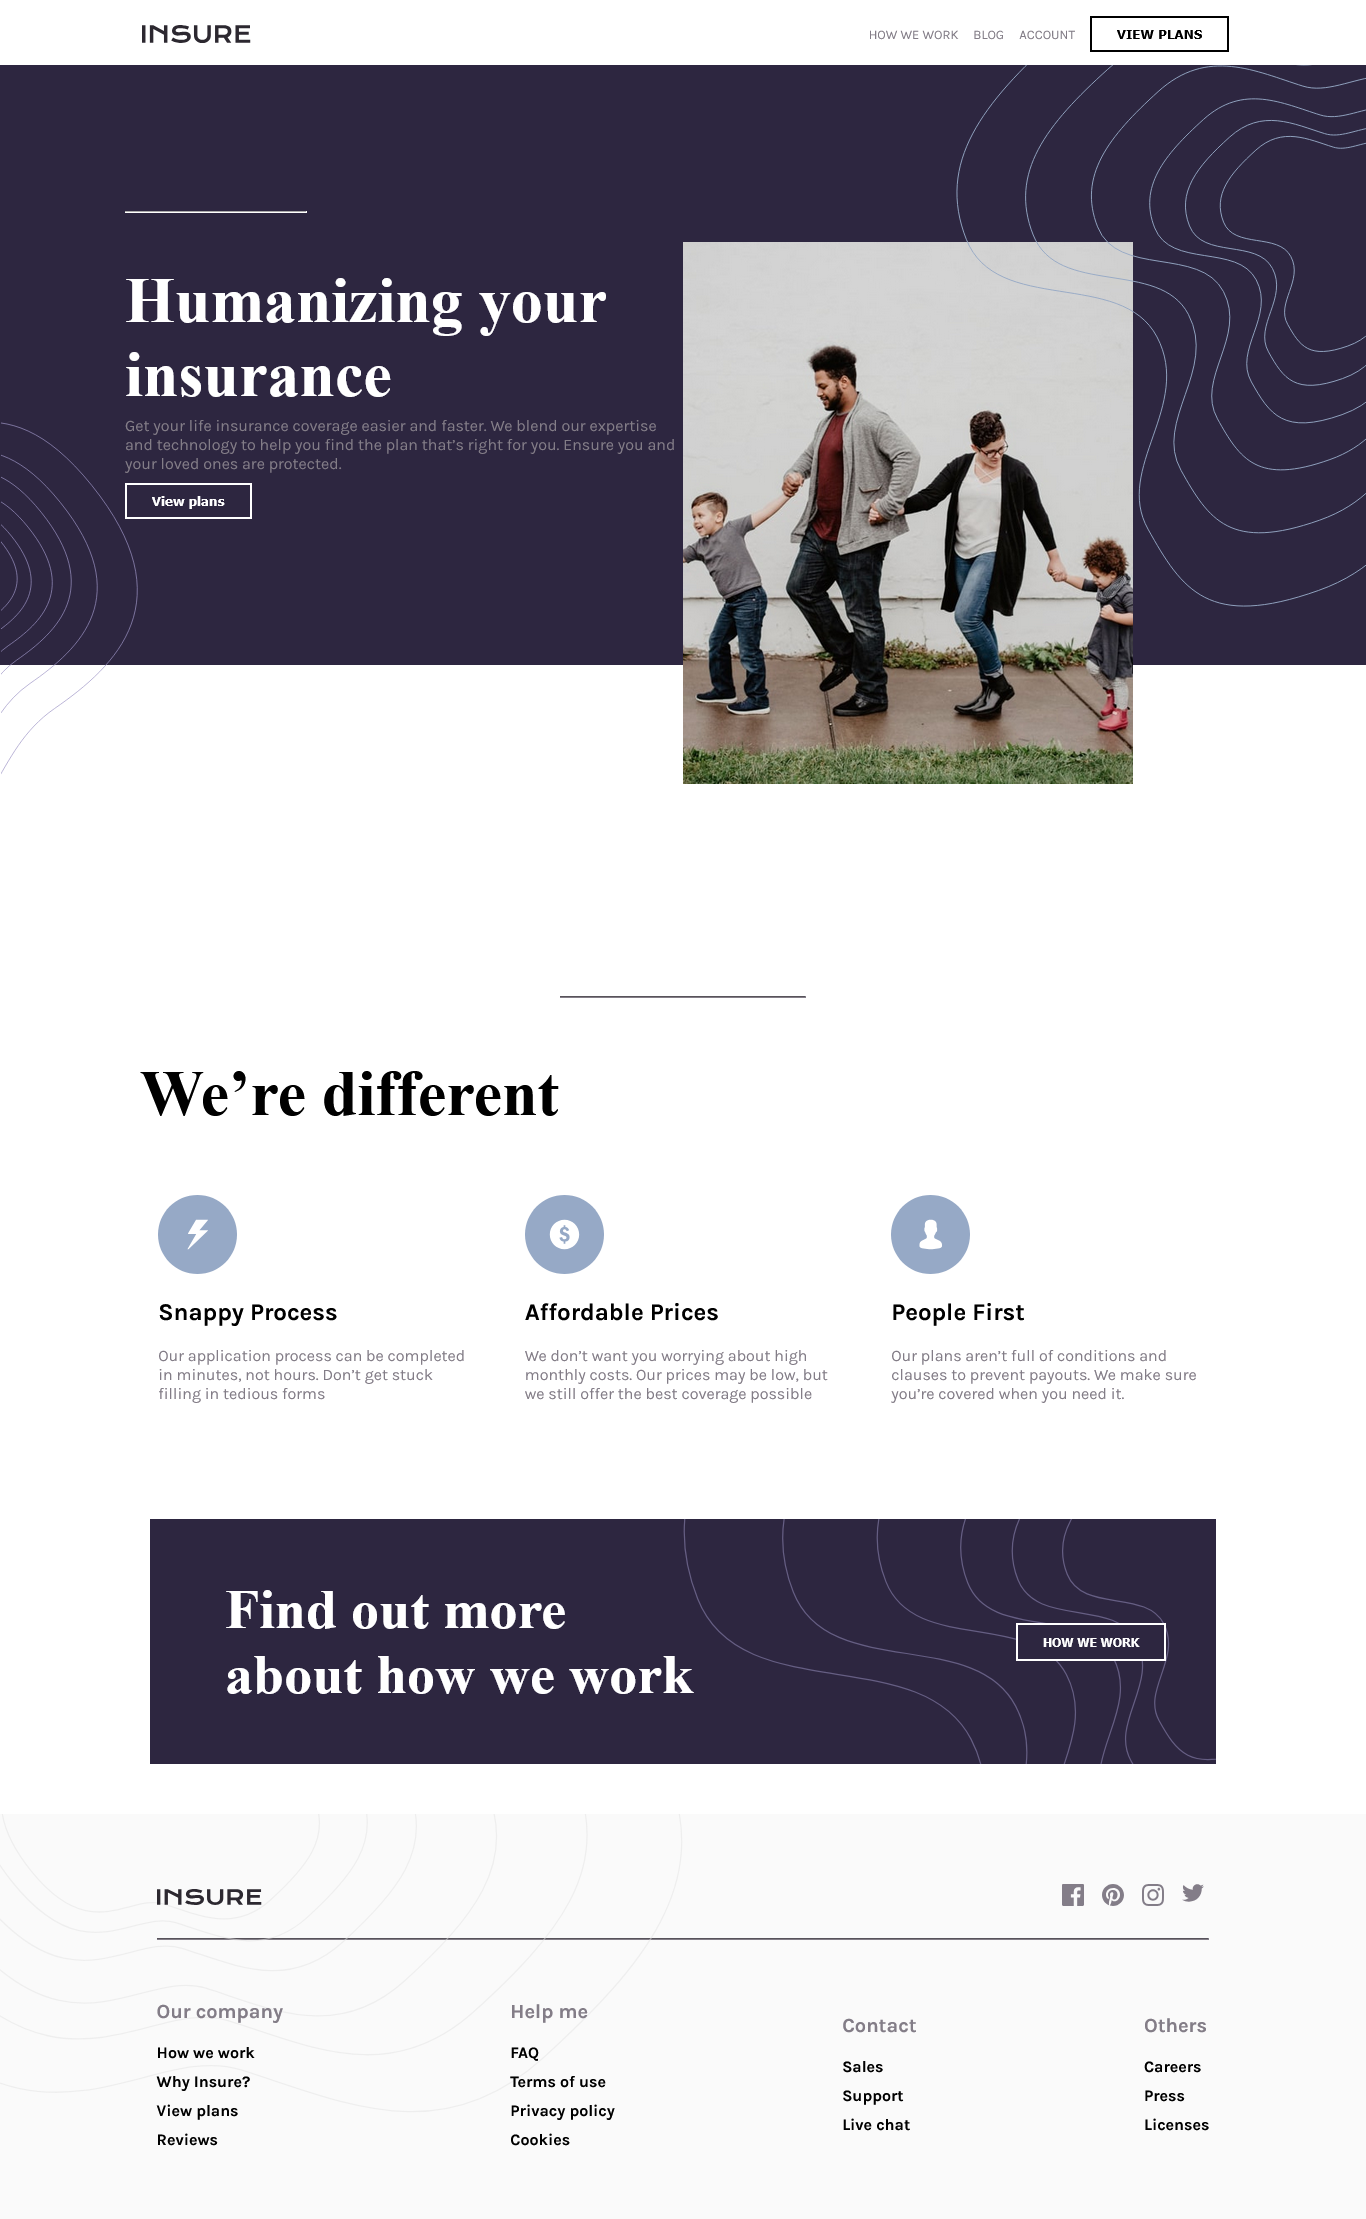 INSURE
HOW WE WORK BLOG ACCOUNT VIEW PLANS
Humanizing your
insurance
Get your life insurance coverage easier and faster. We blend our expertise
and technology to help you find the plan that’s right for you. Ensure you and
your loved ones are protected.
View plans
We’re different
Snappy Process
Our application process can be completed
in minutes, not hours. Don’t get stuck
filling in tedious forms
Affordable Prices
We don’t want you worrying about high
monthly costs. Our prices may be low, but
we still offer the best coverage possible
People First
Our plans aren’t full of conditions and
clauses to prevent payouts. We make sure
you’re covered when you need it.
Find out more
about how we work
HOW WE WORK
INSURE
Our company
How we work
Why Insure?
View plans
Reviews
Help me
FAQ
Terms of use
Privacy policy
Cookies
Contact
Sales
Support
Live chat
Others
Careers
Press
Licenses